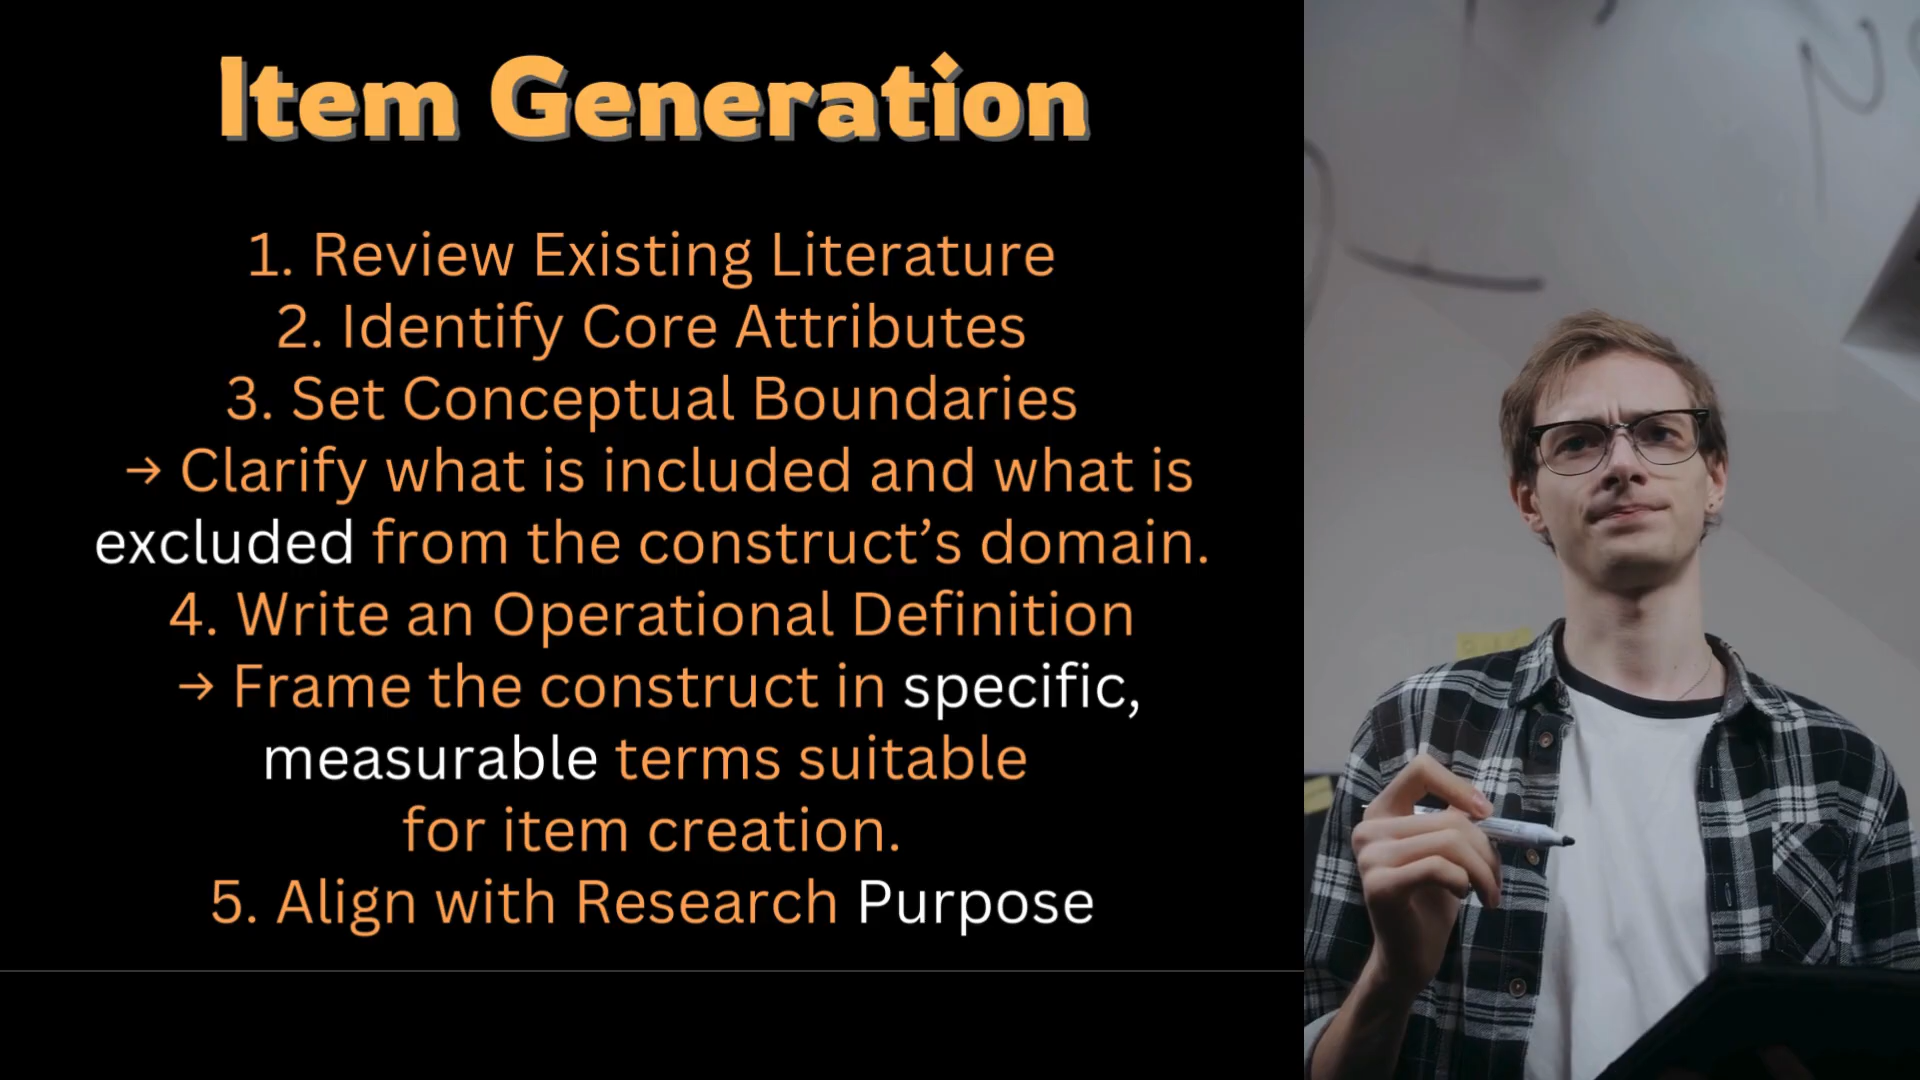 Item Generation
1. Review Existing Literature
2. Identify Core Attributes
3. Set Conceptual Boundaries
→ Clarify what is included and what is
excluded from the construct’s domain.
4. Write an Operational Definition
→ Frame the construct in specific,
measurable terms suitable
for item creation.
5. Align with Research Purpose